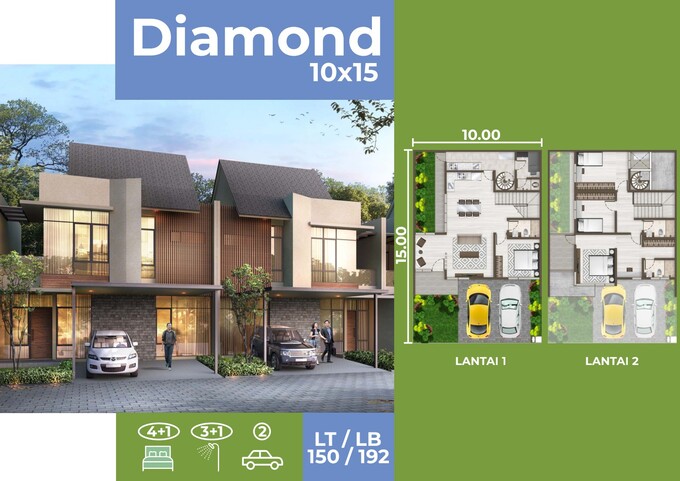 Diamond
10x15
10.00
15.00
LANTAI 1
LANTAI 2
4+1
3+1
2
LT / LB
150 / 192